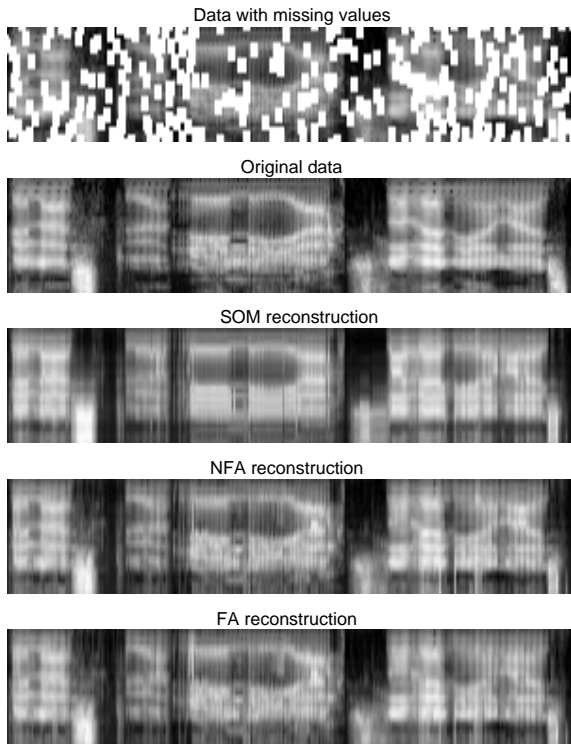 Data with missing values
Original data
SOM reconstruction
NFA reconstruction
FA reconstruction